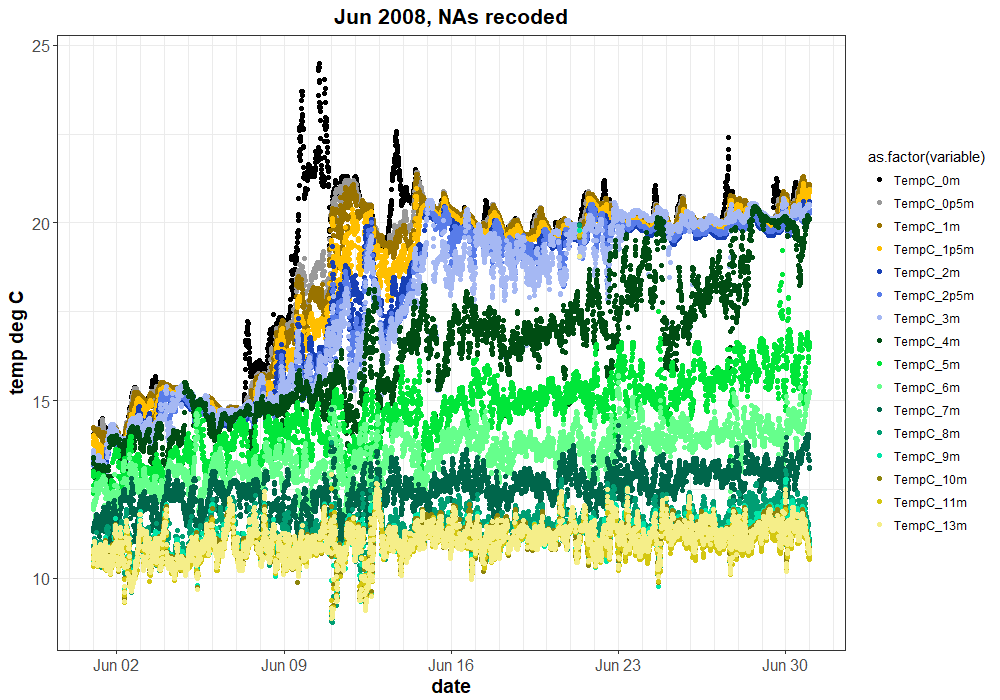 Jun 2008, NAs recoded
25
20
15
10
temp deg C
Jun 02 Jun 09 Jun 16 Jun 23 Jun 30
date
as.factor(variable)
TempC_0m
TempC_0p5m
TempC_1m
TempC_1p5m
TempC_2m
TempC_2p5m
TempC_3m
TempC_4m
TempC_5m
TempC_6m
TempC_7m
TempC_8m
TempC_9m
TempC_10m
TempC_11m
TempC_13m